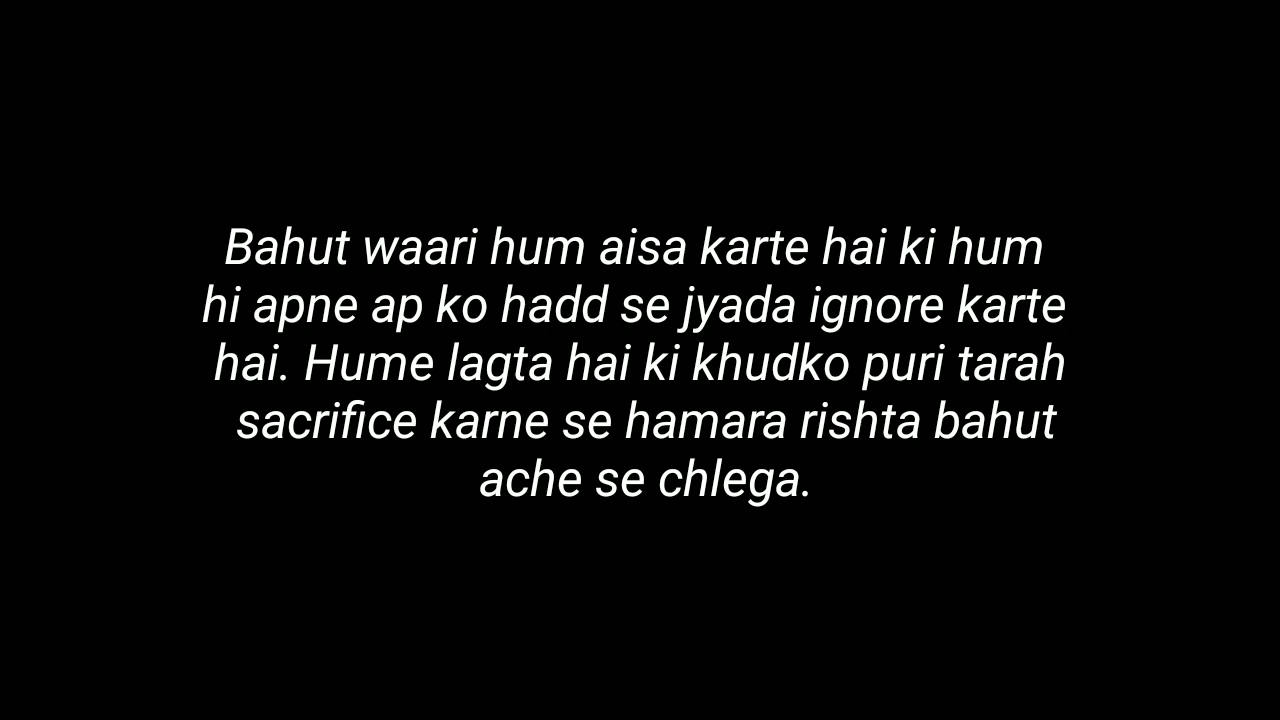 Bahut waari hum aisa karte hai ki hum
hi apne ap ko hadd se jyada ignore karte
hai. Hume lagta hai ki khudko puri tarah
sacrifice karne se hamara rishta bahut
ache se chlega.